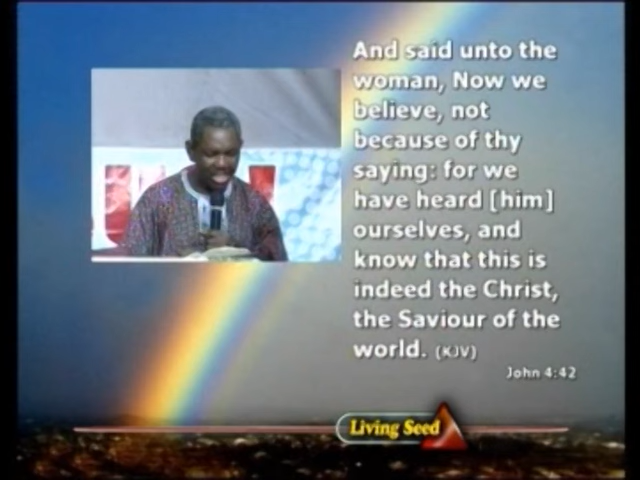 And said unto the
woman, Now we
believe, not
because of thy
saying: for we
have heard [him]
ourselves, and
know that this is
indeed the Christ,
the Saviour of the
world. (KJV)
John 4:42
Living Seed